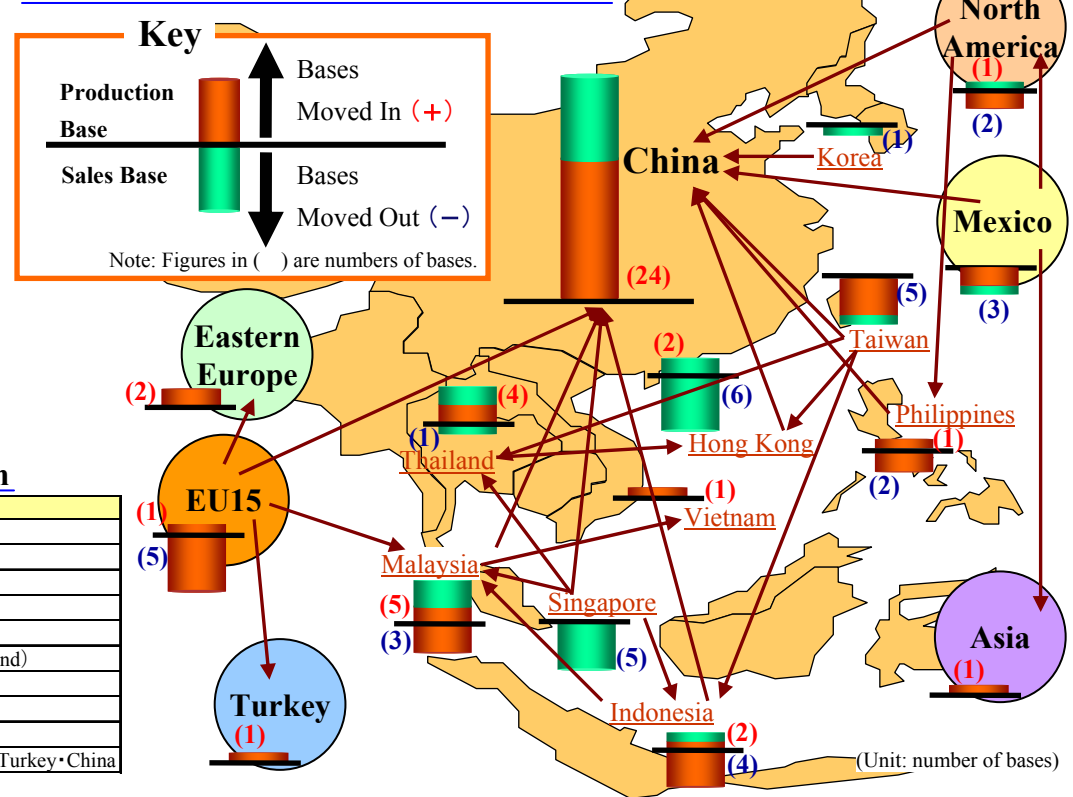 Key
Production
Base
Sales Base
Bases
Moved In (+)
Bases
Moved Out (−)
Note: Figures in (  ) are numbers of bases.
North
America
(1)
(2)
China
(24)
Korea
(1)
Mexico
(3)
(5)
Taiwan
Eastern
Europe
(2)
(4)
(1)
Thailand
(2)
(6)
Hong Kong
Philippines
(1)
(2)
EU15
(1)
(5)
(1)
Vietnam
Malaysia
(5)
(3)
Singapore
(5)
Asia
(1)
Turkey
(1)
Indonesia
(2)
(4)
(Unit: number of bases)
nd)
Turkey・China